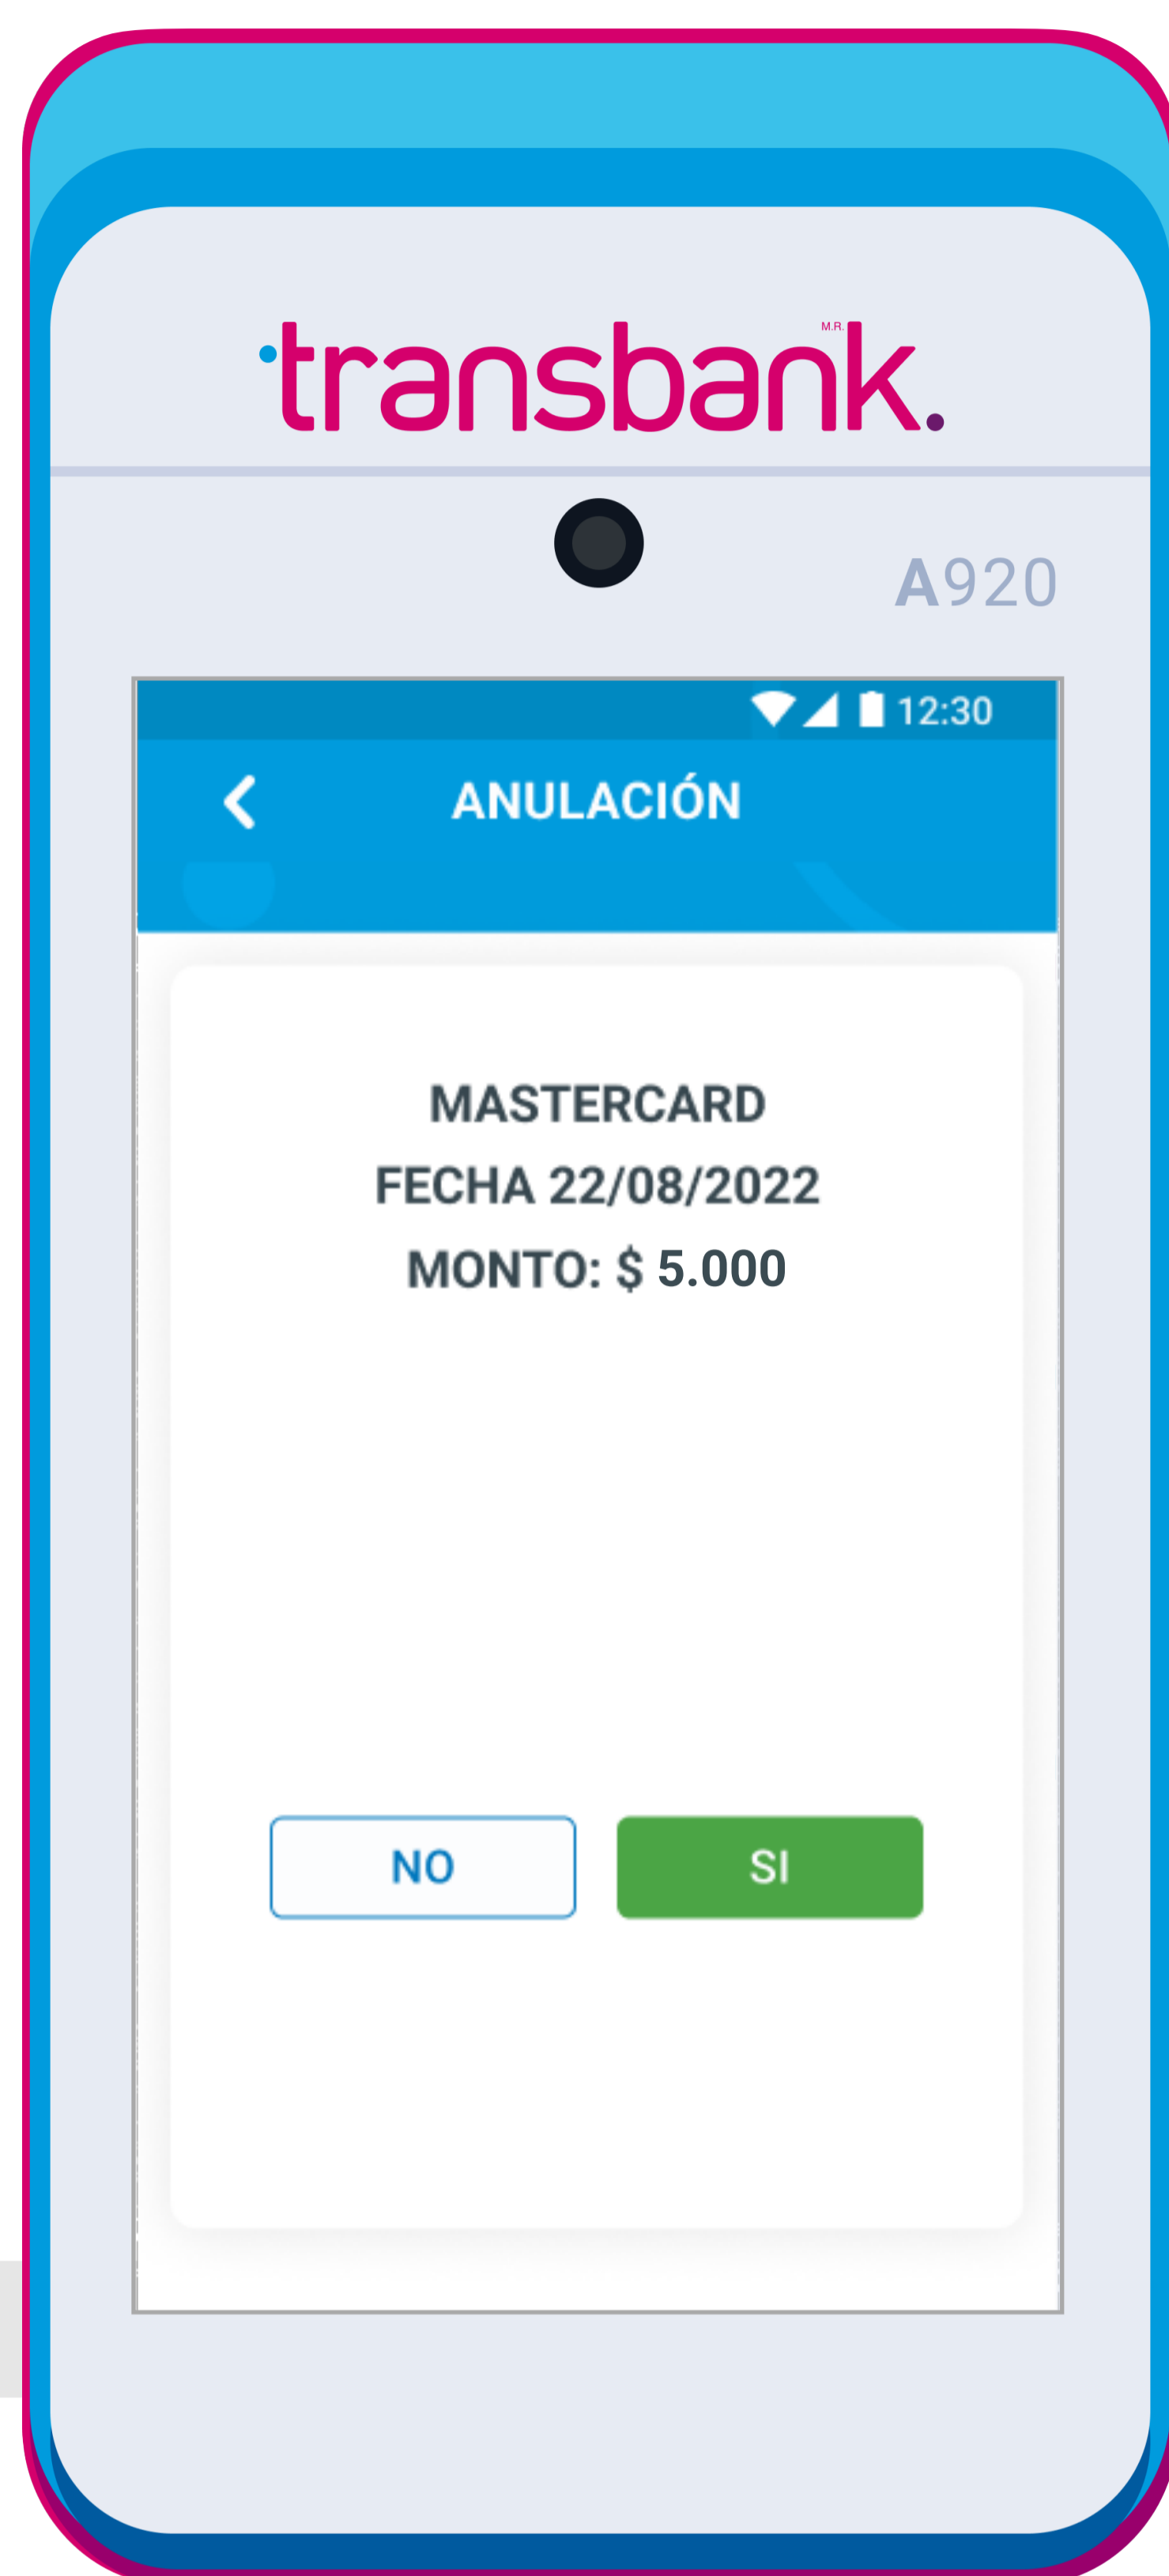 transbank.
M.R.
A920
12:30
ANULACIÓN
MASTERCARD
FECHA 22/08/2022
MONTO: $ 5.000
NO SI